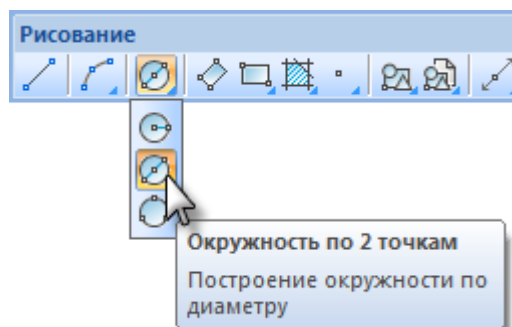 Рисование
Окружность по 2 точкам
Построение окружности по
диаметру